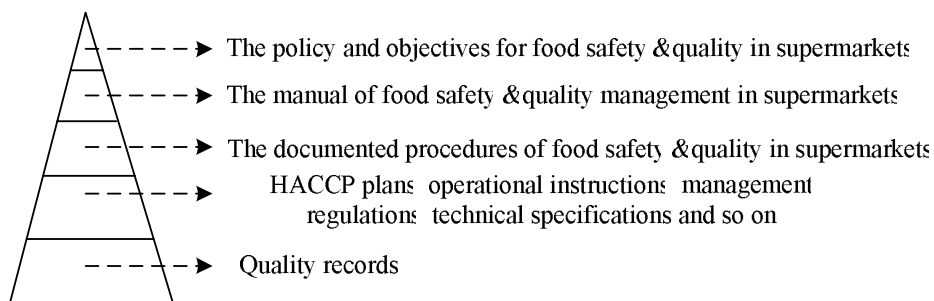 The policy and objectives for food safety &quality in supermarkets
The manual of food safety &quality management in supermarkets
The documented procedures of food safety &quality in supermarkets
HACCP plans operational instructions management
regulations technical specifications and so on
Quality records